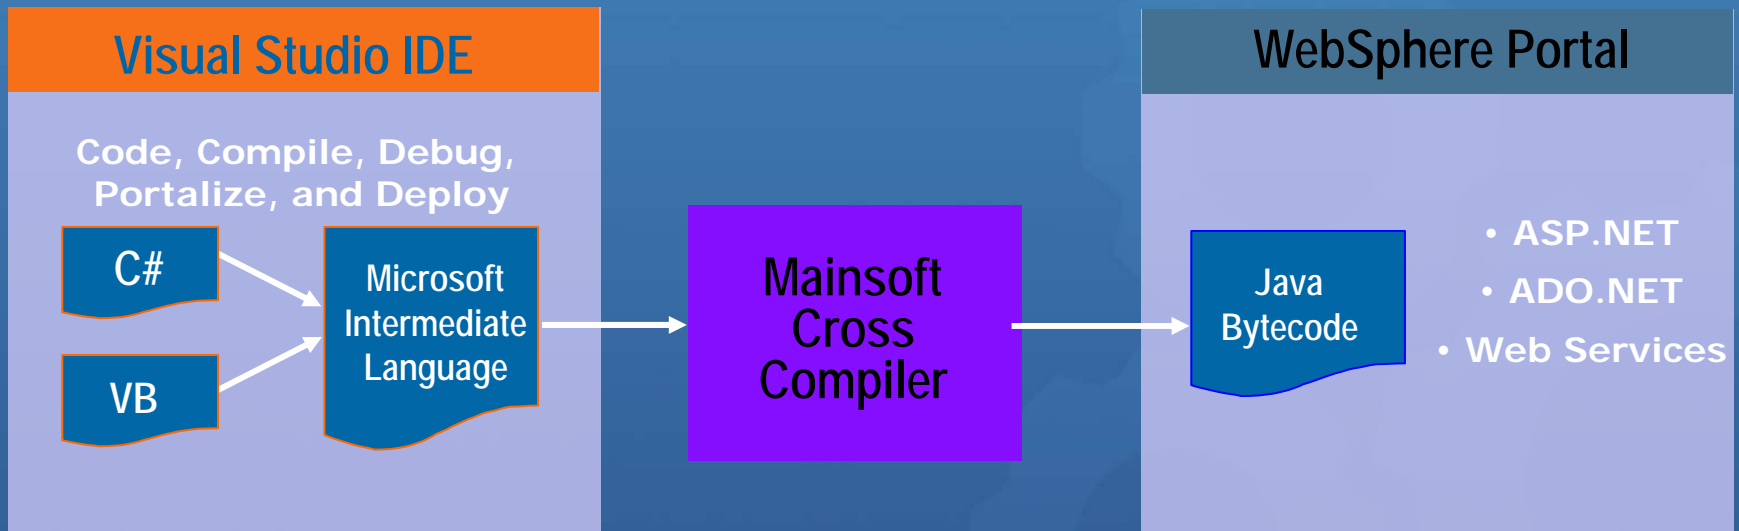 Visual Studio IDE
Code, Compile, Debug,
Portalize, and Deploy
C#
VB
Microsoft
Intermediate
Language
Mainsoft
Cross
Compiler
WebSphere Portal
Java
Bytecode
• ASP.NET
• ADO.NET
• Web Services